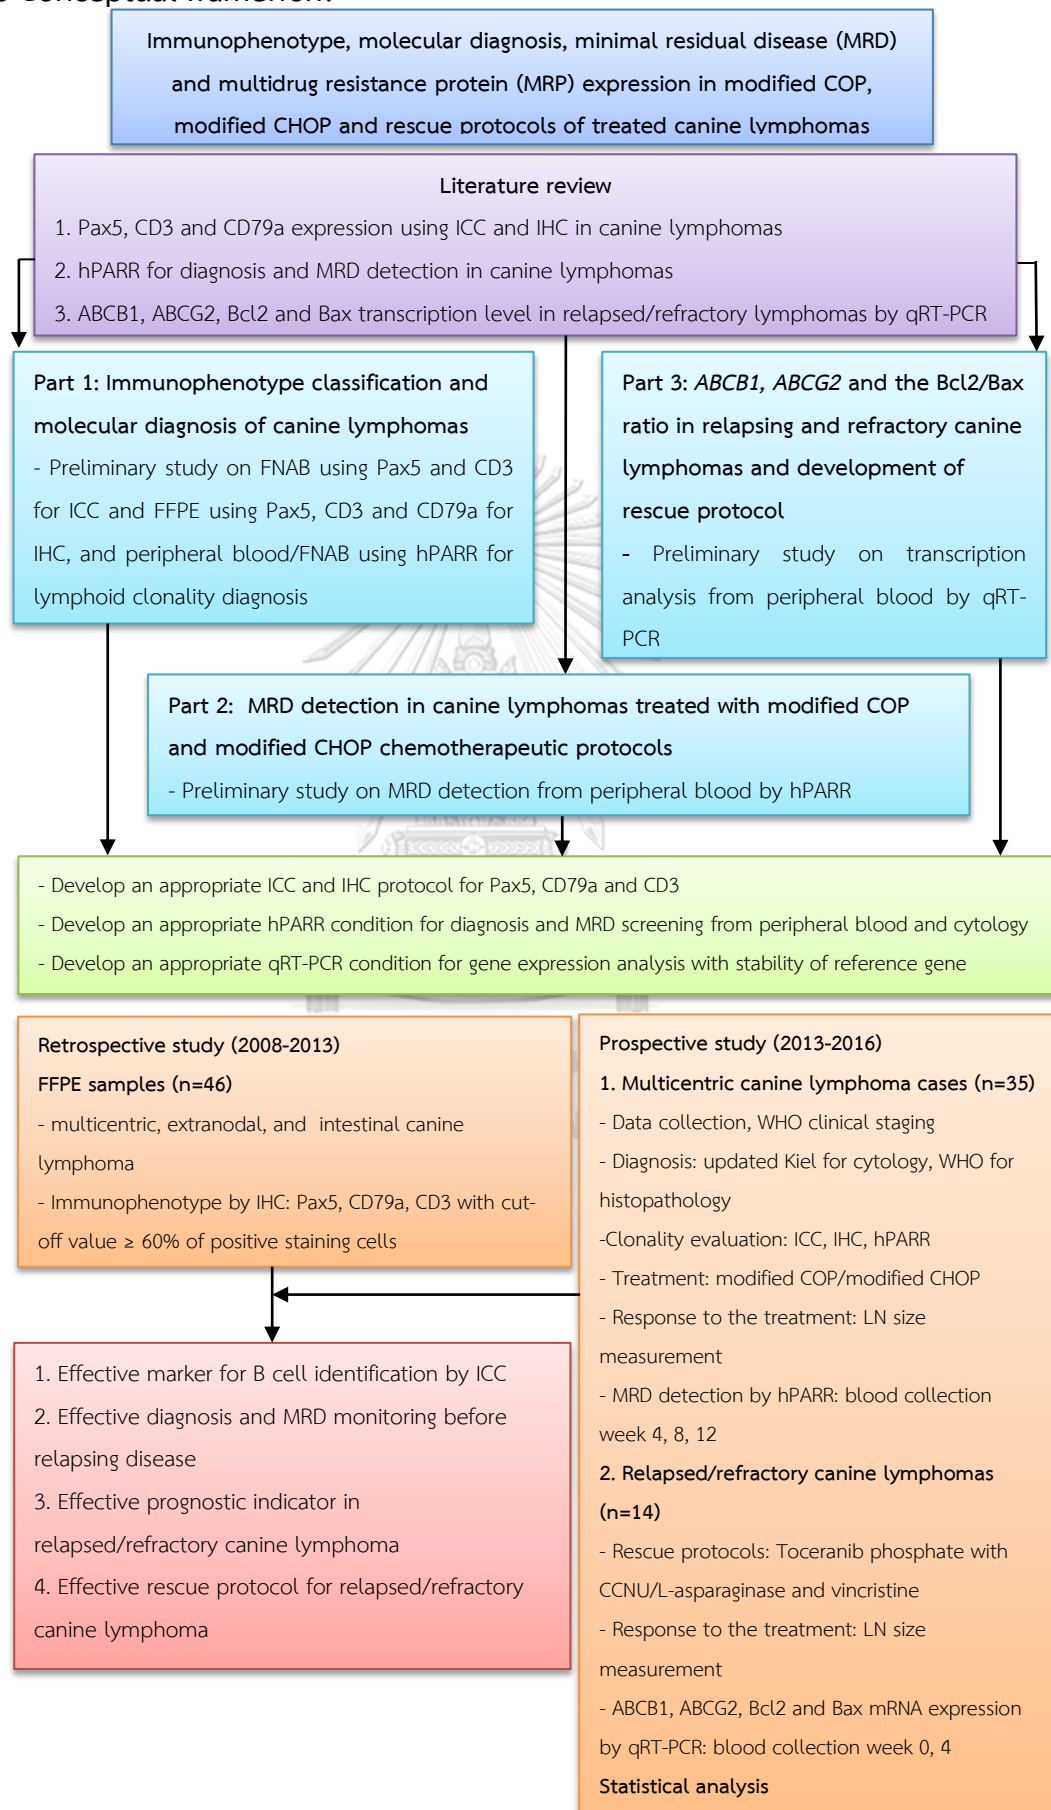 Conceptual framework
Immunophenotype, molecular diagnosis, minimal residual disease (MRD)
and multidrug resistance protein (MRP) expression in modified COP,
modified CHOP and rescue protocols of treated canine lymphomas
Literature review
1. Pax5, CD3 and CD79a expression using ICC and IHC in canine lymphomas
2. hPARR for diagnosis and MRD detection in canine lymphomas
3. ABCB1, ABCG2, Bcl2 and Bax transcription level in relapsed/refractory lymphomas by qRT-PCR
Part 1: Immunophenotype classification and
molecular diagnosis of canine lymphomas
- Preliminary study on FNAB using Pax5 and CD3
for ICC and FFPE using Pax5, CD3 and CD79a for
IHC, and peripheral blood/FNAB using hPARR for
lymphoid clonality diagnosis
Part 3: ABCB1, ABCG2 and the Bcl2/Bax
ratio in relapsing and refractory canine
lymphomas and development of
rescue protocol
- Preliminary study on transcription
analysis from peripheral blood by qRT-
PCR
Part 2: MRD detection in canine lymphomas treated with modified COP
and modified CHOP chemotherapeutic protocols
- Preliminary study on MRD detection from peripheral blood by hPARR
- Develop an appropriate ICC and IHC protocol for Pax5, CD79a and CD3
- Develop an appropriate hPARR condition for diagnosis and MRD screening from peripheral blood and cytology
- Develop an appropriate qRT-PCR condition for gene expression analysis with stability of reference gene
Retrospective study (2008-2013)
FFPE samples (n=46)
- multicentric, extranodal, and intestinal canine
lymphoma
- Immunophenotype by IHC: Pax5, CD79a, CD3 with cut-
off value ≥ 60% of positive staining cells
Prospective study (2013-2016)
1. Multicentric canine lymphoma cases (n=35)
- Data collection, WHO clinical staging
- Diagnosis: updated Kiel for cytology, WHO for
histopathology
-Clonality evaluation: ICC, IHC, hPARR
- Treatment: modified COP/modified CHOP
- Response to the treatment: LN size
measurement
- MRD detection by hPARR: blood collection
week 4, 8, 12
2. Relapsed/refractory canine lymphomas
(n=14)
- Rescue protocols: Toceranib phosphate with
CCNU/L-asparaginase and vincristine
- Response to the treatment: LN size
measurement
- ABCB1, ABCG2, Bcl2 and Bax mRNA expression
by qRT-PCR: blood collection week 0, 4
Statistical analysis
1. Effective marker for B cell identification by ICC
2. Effective diagnosis and MRD monitoring before
relapsing disease
3. Effective prognostic indicator in
relapsed/refractory canine lymphoma
4. Effective rescue protocol for relapsed/refractory
canine lymphoma